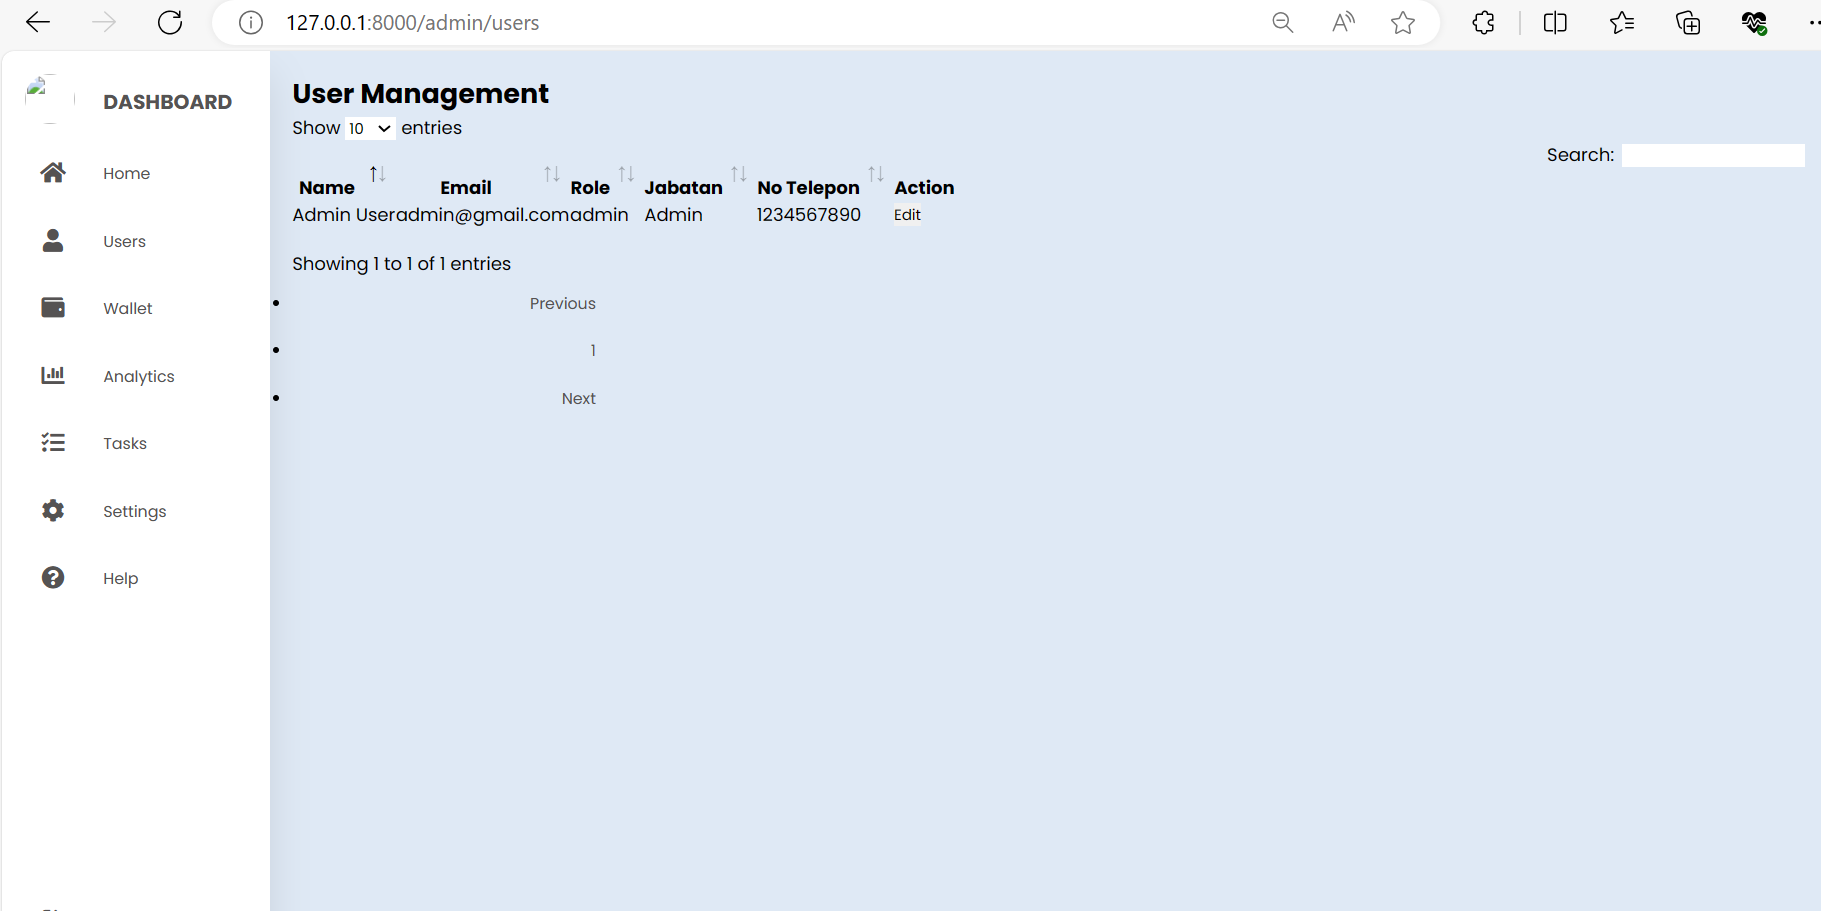 127.0.0.1:8000/admin/users
DASHBOARD
Home
Users
Wallet
Analytics
Tasks
Settings
Help
User Management
Show 10 entries
Search:
Name Email Role Jabatan No Telepon Action
Admin User admin@gmail.com admin Admin 1234567890 Edit
Showing 1 to 1 of 1 entries
Previous
1
Next